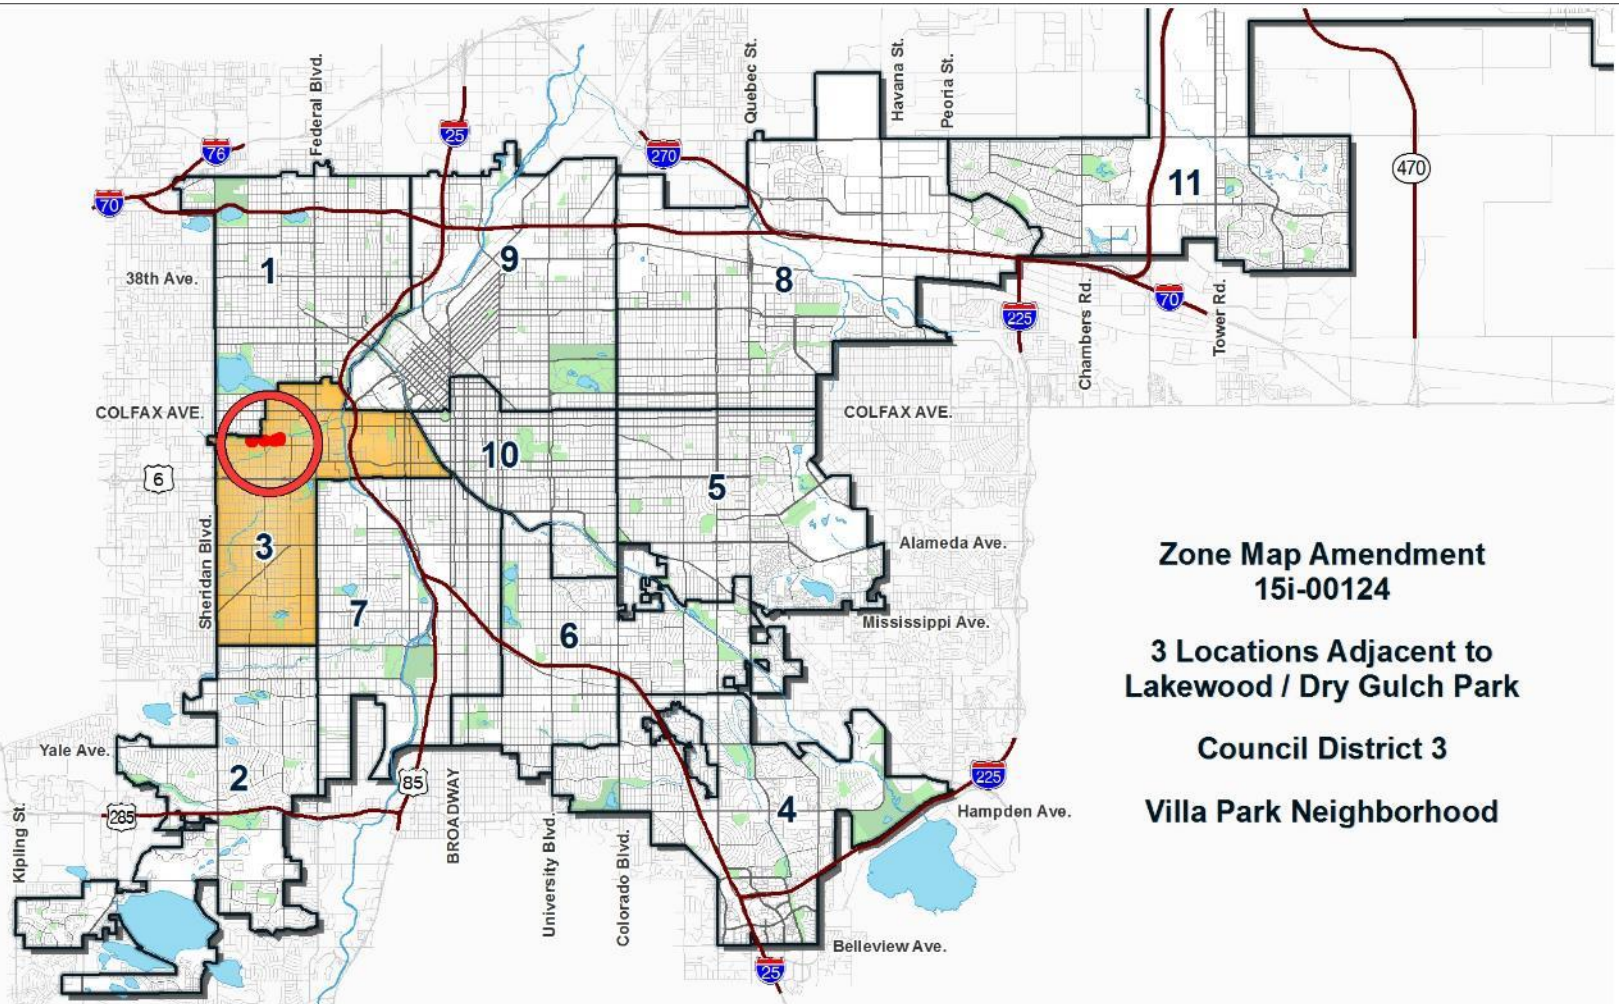 Federal Blvd.
Quebec St.
Havana St.
Peoria St.
76
25
270
70
470
11
1
9
8
38th Ave.
225
Chambers Rd.
70
Tower Rd.
COLFAX AVE.
COLFAX AVE.
6
10
5
Sheridan Blvd.
3
7
6
Alameda Ave.
Mississippi Ave.
Zone Map Amendment
15i-00124
3 Locations Adjacent to
Lakewood / Dry Gulch Park
Council District 3
Villa Park Neighborhood
Yale Ave.
2
85
BROADWAY
225
4
Hampden Ave.
285
Kipling St.
University Blvd.
Colorado Blvd.
Belleview Ave.
25